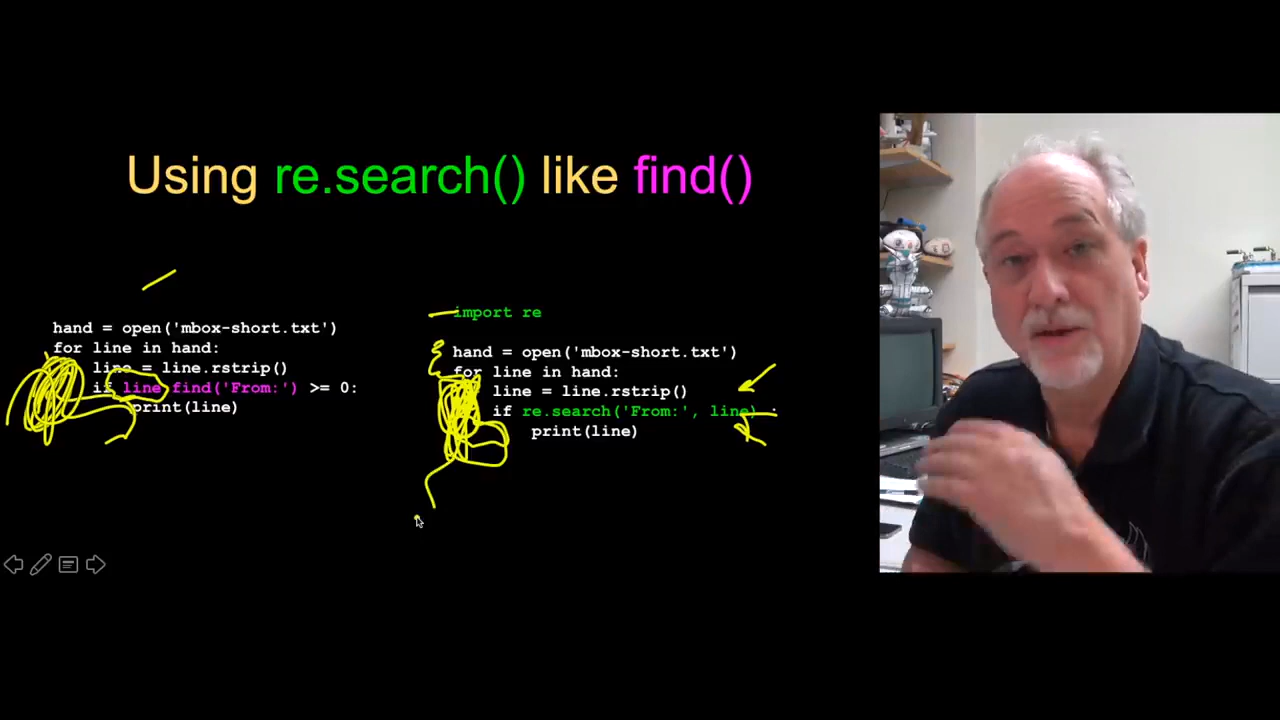 Using re.search() like find()
hand = open('mbox-short.txt')
for line in hand:
line = line.rstrip()
if line.find('From:') >= 0:
print(line)
import re
hand = open('mbox-short.txt')
for line in hand:
line = line.rstrip()
if re.search('From:', line) :
print(line)